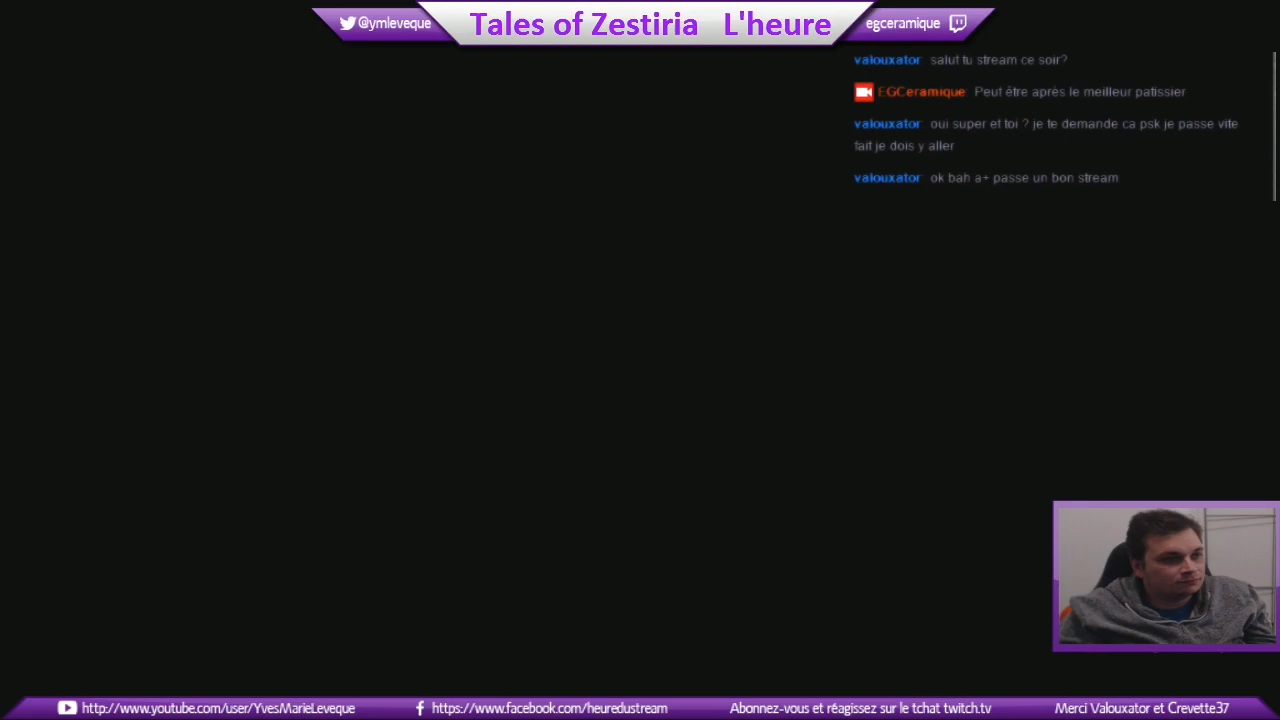 @ymleveque
Tales of Zestiria L'heure
egceramique
valouxator salut tu stream ce soir?
EGCeramique Peut être après le meilleur patissier
valouxator oui super et toi ? je te demande ca psk je passe vite
fait je dois y aller
valouxator ok bah a+ passe un bon stream
http://www.youtube.com/user/YvesMarieLeveque
https://www.facebook.com/heuredustream
Abonnez-vous et réagissez sur le tchat twitch.tv
Merci Valouxator et Crevette37